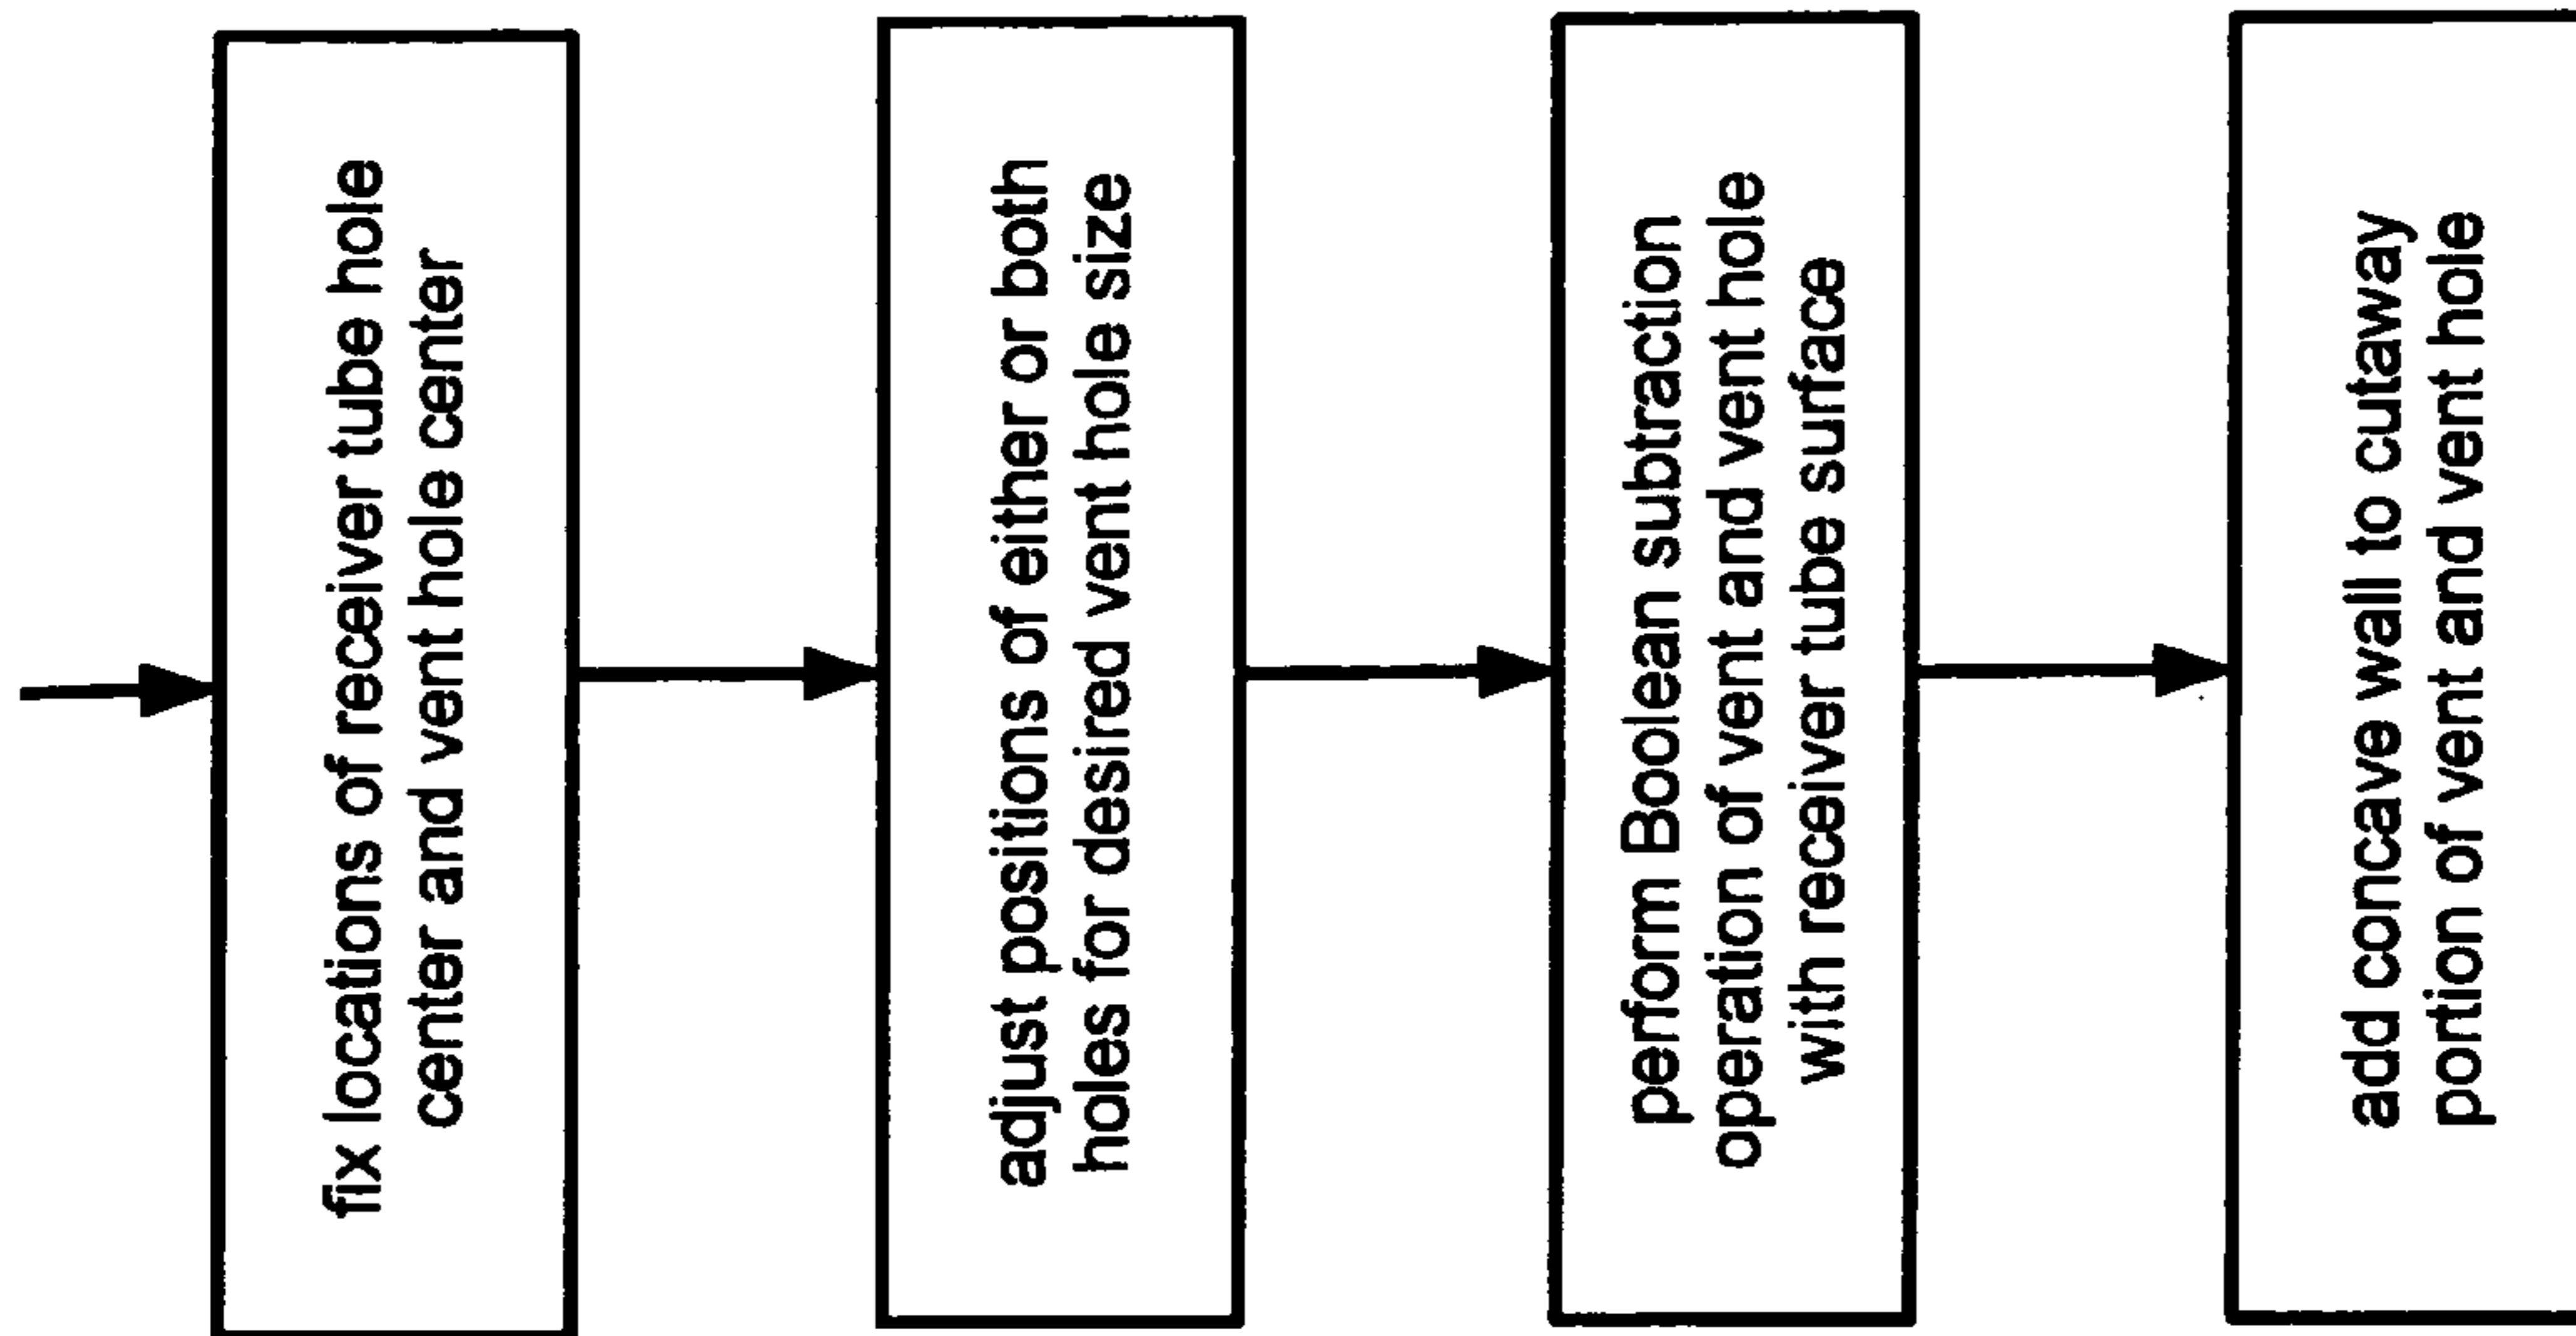 fix locations of receiver tube hole
center and vent hole center
adjust positions of either or both
holes for desired vent hole size
perform Boolean subtraction
operation of vent and vent hole
with receiver tube surface
add concave wall to cutaway
portion of vent and vent hole